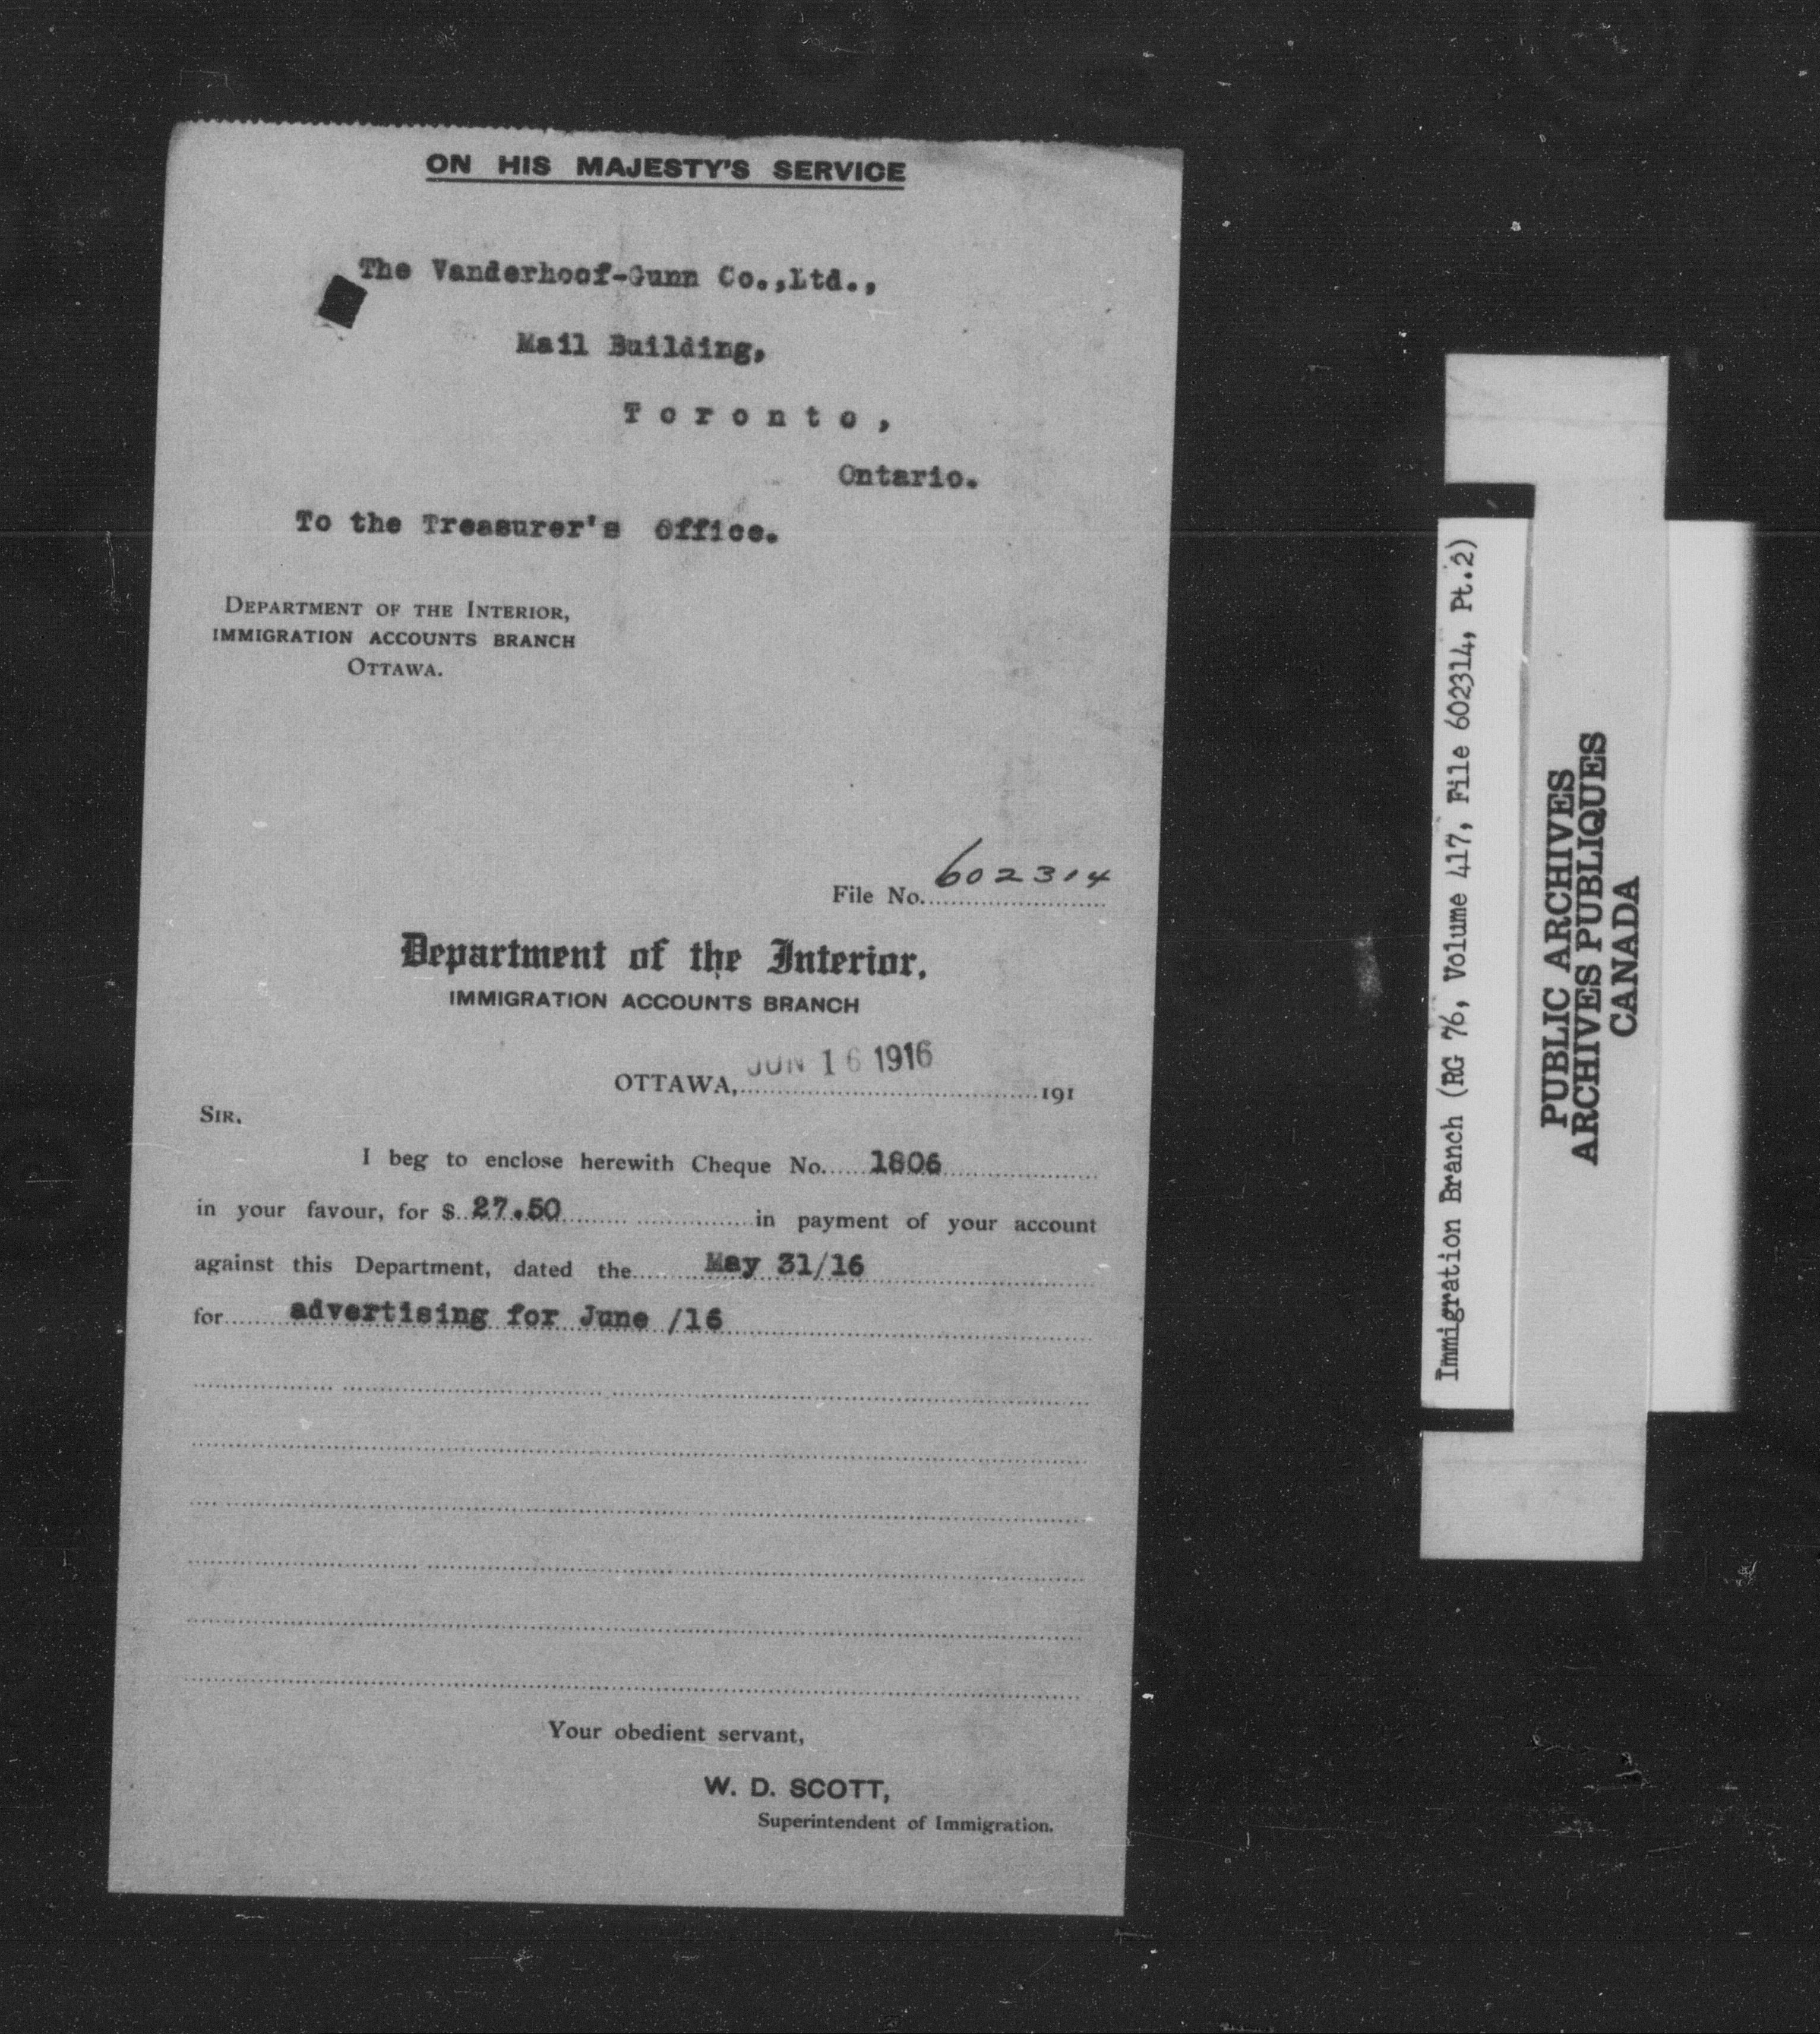 ON HIS MAJESTY'S SERVICE
The Vanderhoof-Gunn Co.,Ltd.,
Mail Building,
Toronto,
Ontario.
To the Treasurer's Office.
DEPARTMENT OF THE INTERIOR,
IMMIGRATION ACCOUNTS BRANCH
OTTAWA.
File No. 602314
Department of the Interior,
IMMIGRATION ACCOUNTS BRANCH
OTTAWA, JUN 16 1916 191
SIR.
I beg to enclose herewith Cheque No. 1806
in your favour, for $ 27.50 in payment of your account
against this Department, dated the May 31/16
for advertising for June /16
Your obedient servant,
W. D. SCOTT,
Superintendent of Immigration.
Immigration Branch (RG 76, Volume 417, File 602314, Pt.2)
PUBLIC ARCHIVES
ARCHIVES PUBLIQUES
CANADA